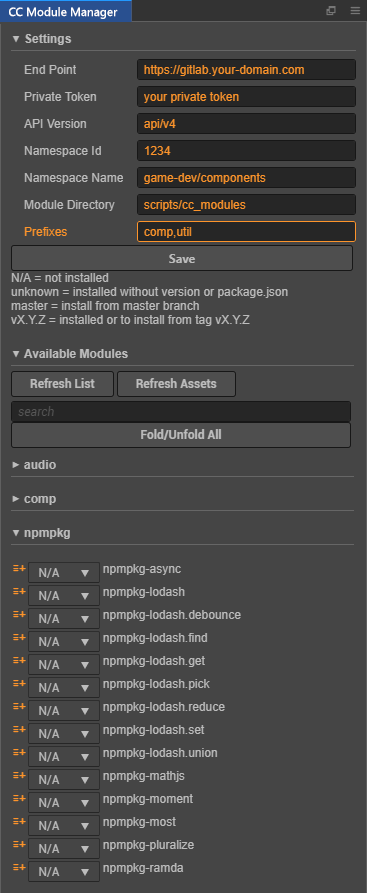 CC Module Manager
Settings
End Point https://gitlab.your-domain.com
Private Token your private token
API Version api/v4
Namespace Id 1234
Namespace Name game-dev/components
Module Directory scripts/cc_modules
Prefixes comp,util
Save
N/A = not installed
unknown = installed without version or package.json
master = install from master branch
vX.Y.Z = installed or to install from tag vX.Y.Z
Available Modules
Refresh List Refresh Assets
search
Fold/Unfold All
audio
comp
npmpkg
N/A npmpkg-async
N/A npmpkg-lodash
N/A npmpkg-lodash.debounce
N/A npmpkg-lodash.find
N/A npmpkg-lodash.get
N/A npmpkg-lodash.pick
N/A npmpkg-lodash.reduce
N/A npmpkg-lodash.set
N/A npmpkg-lodash.union
N/A npmpkg-mathjs
N/A npmpkg-moment
N/A npmpkg-most
N/A npmpkg-pluralize
N/A npmpkg-ramda